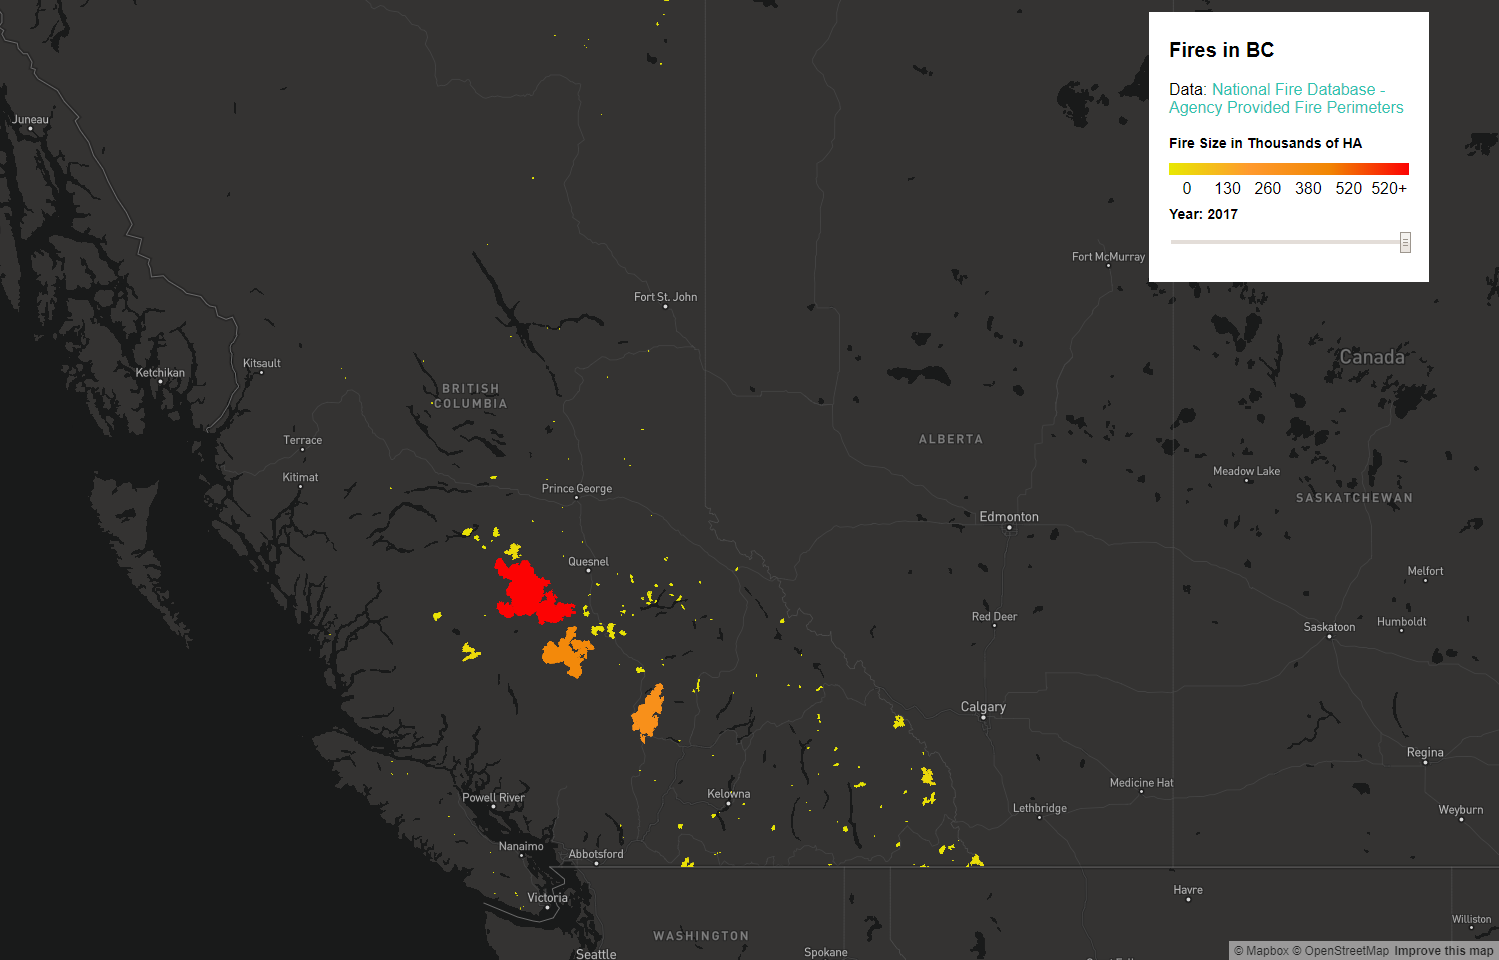 Fires in BC
Data: National Fire Database -
Agency Provided Fire Perimeters
Fire Size in Thousands of HA
0 130 260 380 520 520+
Year: 2017
Juneau
Fort McMurray
Fort St. John
Canada
Kitsault
Ketchikan
BRITISH
COLUMBIA
Terrace
ALBERTA
Kitimat
Meadow Lake
Prince George
SASKATCHEWAN
Edmonton
Quesnel
Melfort
Red Deer
Saskatoon
Humboldt
Calgary
Regina
Medicine Hat
Powell River
Kelowna
Lethbridge
Weyburn
Nanaimo
Abbotsford
Victoria
Havre
Williston
WASHINGTON
Seattle
Spokane
© Mapbox © OpenStreetMap Improve this map